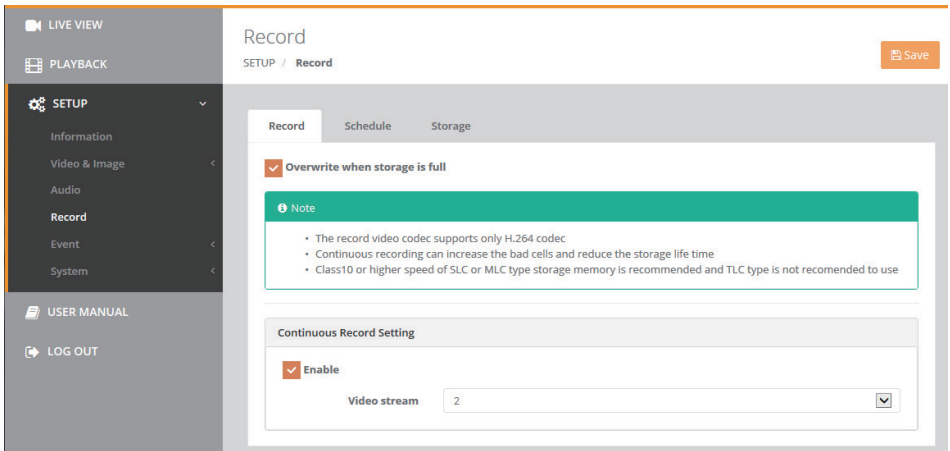 LIVE VIEW
PLAYBACK
SETUP
Information
Video & Image
Audio
Record
Event
System
USER MANUAL
LOG OUT
Record
SETUP / Record
Save
Record Schedule Storage
Overwrite when storage is full
Note
• The record video codec supports only H.264 codec
• Continuous recording can increase the bad cells and reduce the storage life time
• Class10 or higher speed of SLC or MLC type storage memory is recommended and TLC type is not recomended to use
Continuous Record Setting
Enable
Video stream 2